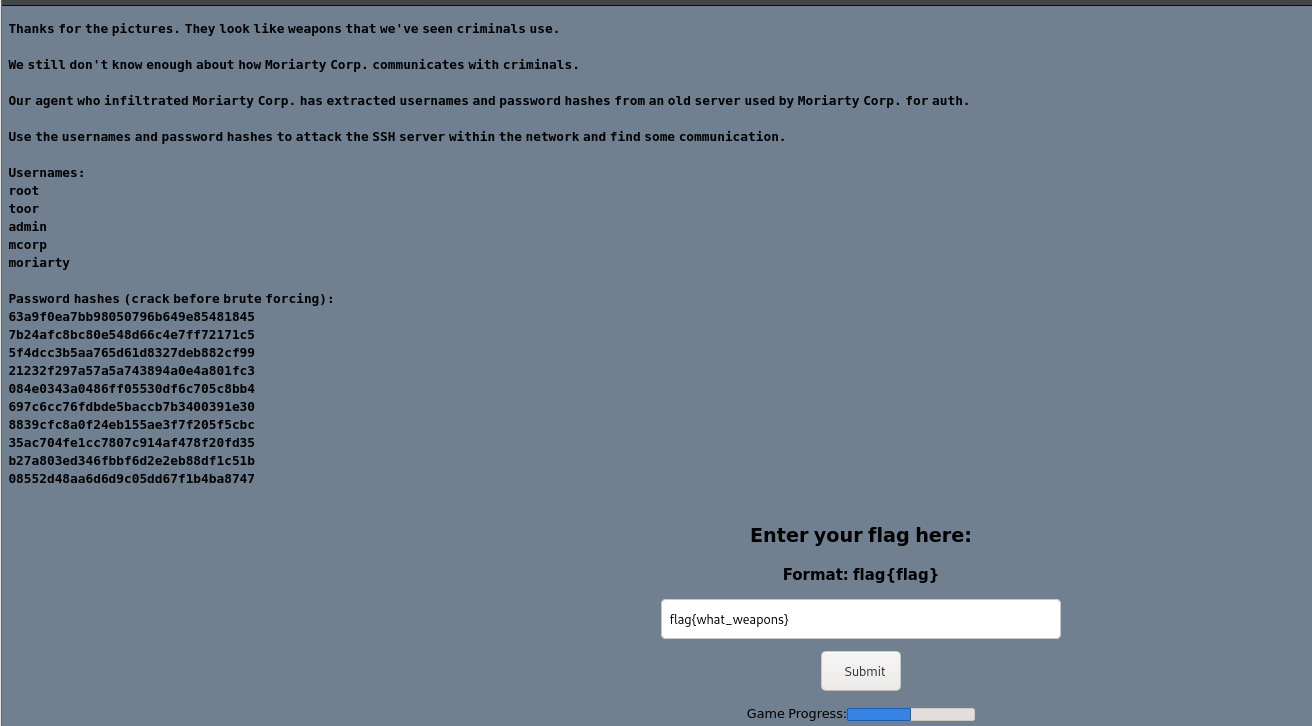 Thanks for the pictures. They look like weapons that we've seen criminals use.
We still don't know enough about how Moriarty Corp. communicates with criminals.
Our agent who infiltrated Moriarty Corp. has extracted usernames and password hashes from an old server used by Moriarty Corp. for auth.
Use the usernames and password hashes to attack the SSH server within the network and find some communication.
Usernames:
root
toor
admin
mcorp
moriarty
Password hashes (crack before brute forcing):
63a9f0ea7bb98050796b649e85481845
7b24afc8bc80e548d66c4e7ff72171c5
5f4dcc3b5aa765d61d8327deb882cf99
21232f297a57a5a743894a0e4a801fc3
084e0343a0486ff05530df6c705c8bb4
697c6cc76fdbde5baccb7b3400391e30
8839cfc8a0f24eb155ae3f7f205f5cbc
35ac704fe1cc7807c914af478f20fd35
b27a803ed346fbbf6d2e2eb88df1c51b
08552d48aa6d6d9c05dd67f1b4ba8747
Enter your flag here:
Format: flag{flag}
flag{what_weapons}
Submit
Game Progress: